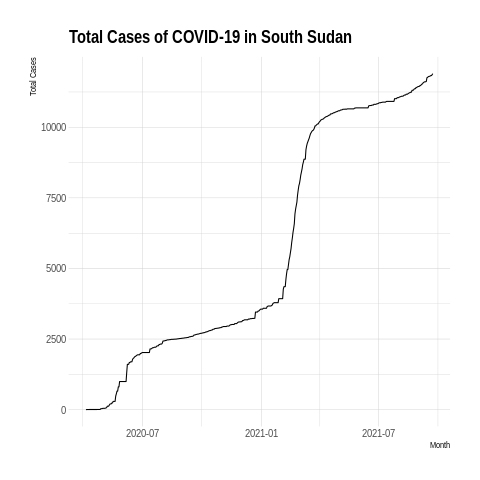 Total Cases of COVID-19 in South Sudan
Total Cases
10000
7500
5000
2500
0
2020-07 2021-01 2021-07
Month